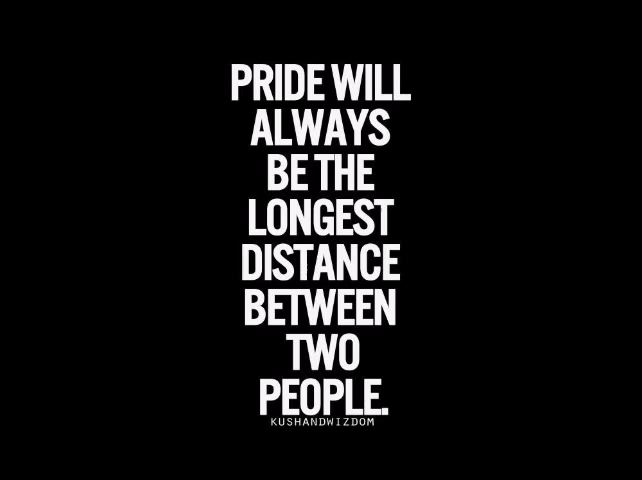 PRIDE WILL
ALWAYS
BE THE
LONGEST
DISTANCE
BETWEEN
TWO
PEOPLE.
KUSHANDWIZDOM